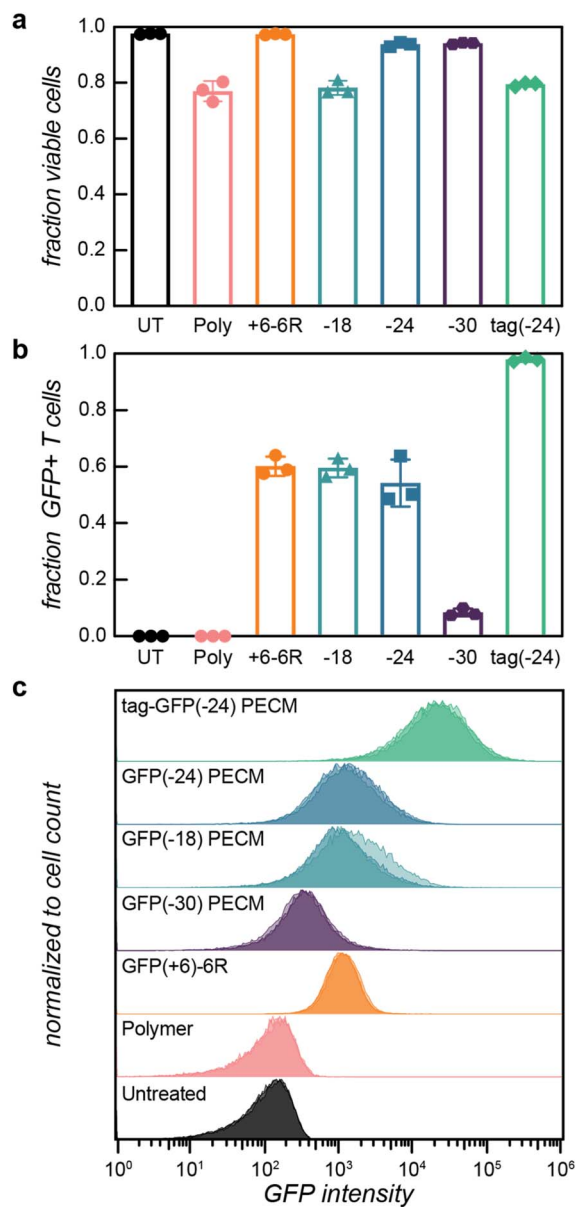 a
fraction viable cells
1.0
0.8
0.6
0.4
0.2
0.0
UT Poly +6-6R -18 -24 -30 tag(-24)
b
fraction GFP+ T cells
1.0
0.8
0.6
0.4
0.2
0.0
UT Poly +6-6R -18 -24 -30 tag(-24)
c
normalized to cell count
tag-GFP(-24) PECM
GFP(-24) PECM
GFP(-18) PECM
GFP(-30) PECM
GFP(+6)-6R
Polymer
Untreated
10⁰ 10¹ 10² 10³ 10⁴ 10⁵ 10⁶
GFP intensity